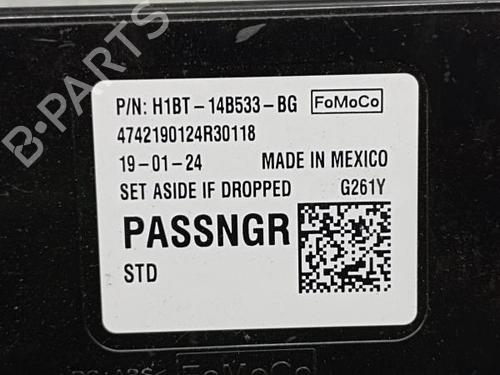 P/N: H1BT-14B533-BG FoMoCo
4742190124R30118
19-01-24 MADE IN MEXICO
SET ASIDE IF DROPPED G261Y
PASSNGR
STD
FoMoCo